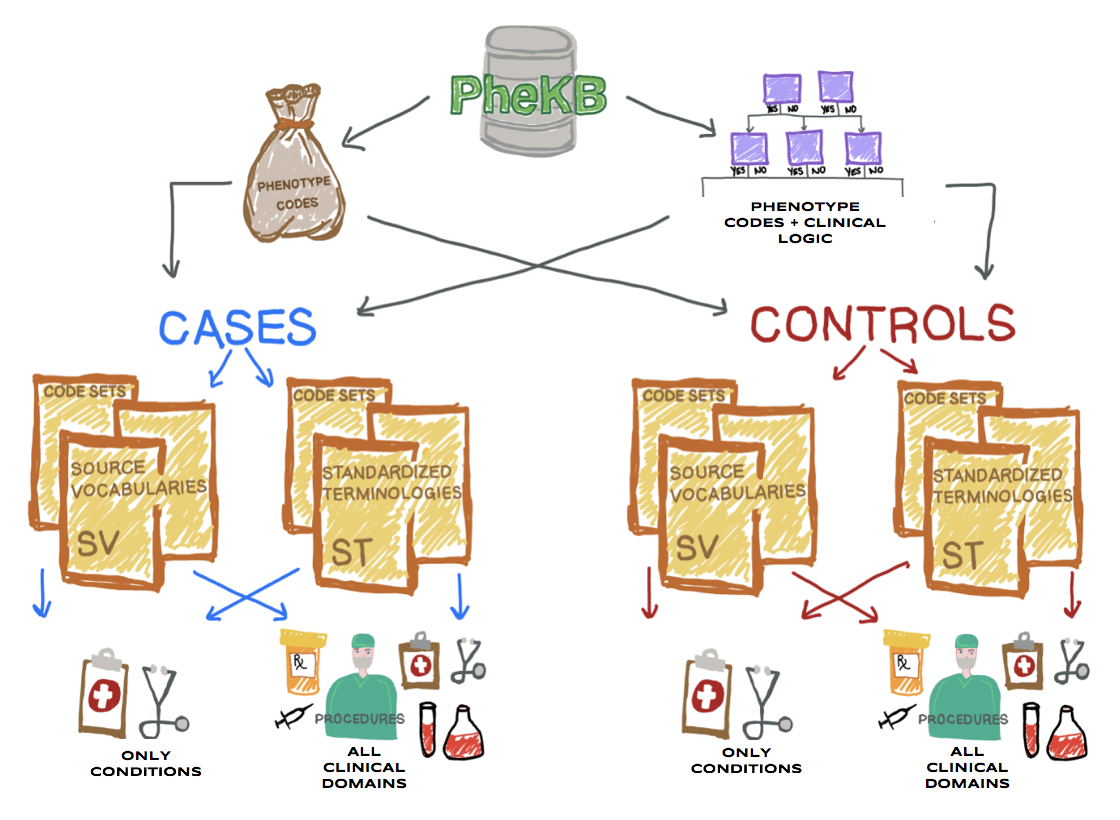 PheKB
PHENOTYPE
CODES
YES NO
YES NO
YES NO
YES NO
YES NO
PHENOTYPE
CODES + CLINICAL
LOGIC
CASES
CONTROLS
CODE SETS
SOURCE
VOCABULARIES
SV
CODE SETS
STANDARDIZED
TERMINOLOGIES
ST
CODE SETS
SOURCE
VOCABULARIES
SV
CODE SETS
STANDARDIZED
TERMINOLOGIES
ST
Rx
PROCEDURES
ONLY
CONDITIONS
ALL
CLINICAL
DOMAINS
Rx
PROCEDURES
ONLY
CONDITIONS
ALL
CLINICAL
DOMAINS